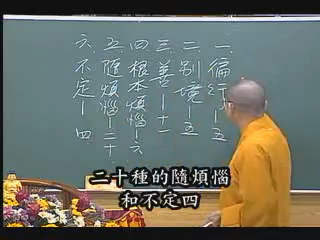 一、徧行—五
二、別境—五
三、善—十一
四、根本煩惱—六
五、隨煩惱—二十
六、不定—四
二十種的隨煩惱
和不定四